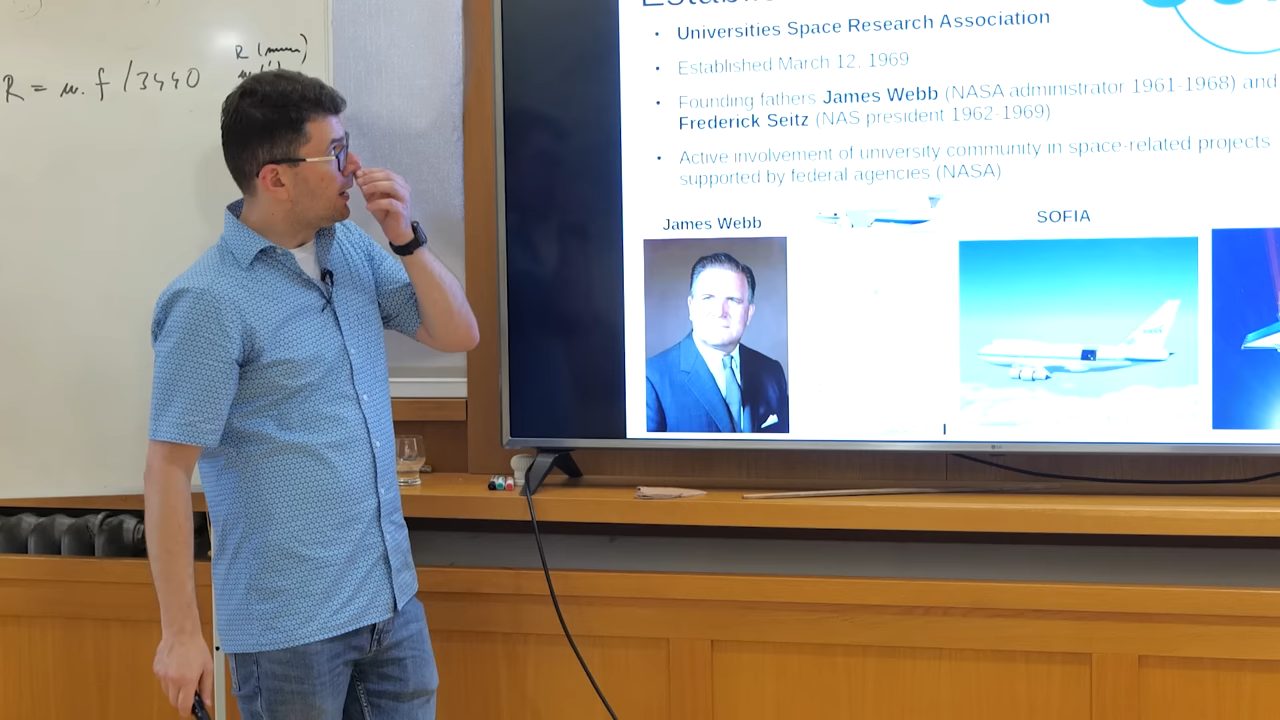 R = w. f /3440
R (mm)
Universities Space Research Association
Established March 12, 1969
Founding fathers James Webb (NASA administrator 1961-1968) and
Frederick Seitz (NAS president 1962-1969)
Active involvement of university community in space-related projects
supported by federal agencies (NASA)
James Webb
SOFIA